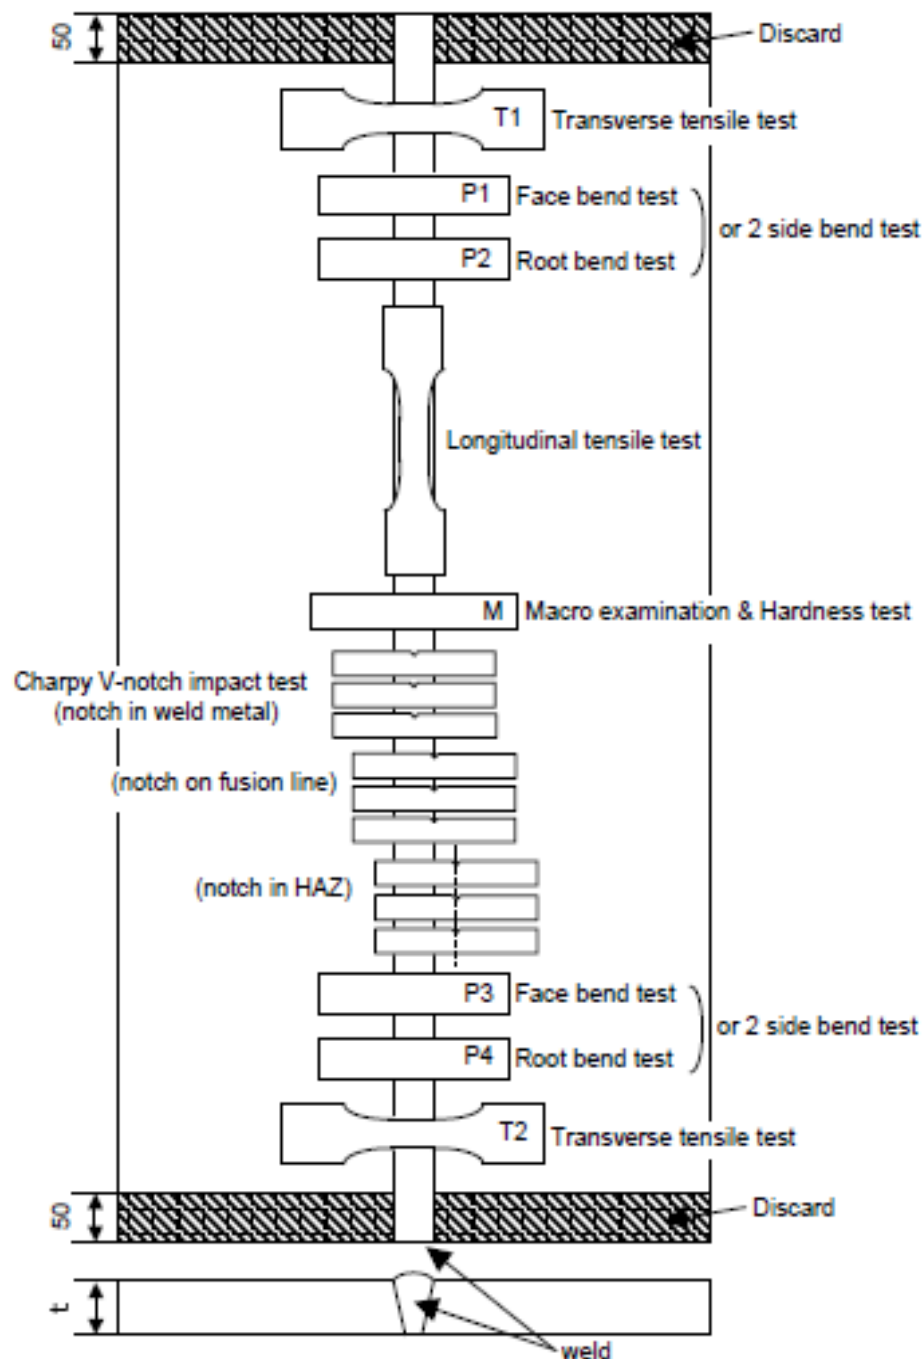 50
Discard
T1
Transverse tensile test
P1
Face bend test
or 2 side bend test
P2
Root bend test
Longitudinal tensile test
M
Macro examination & Hardness test
Charpy V-notch impact test
(notch in weld metal)
(notch on fusion line)
(notch in HAZ)
P3
Face bend test
or 2 side bend test
P4
Root bend test
T2
Transverse tensile test
50
Discard
t
weld